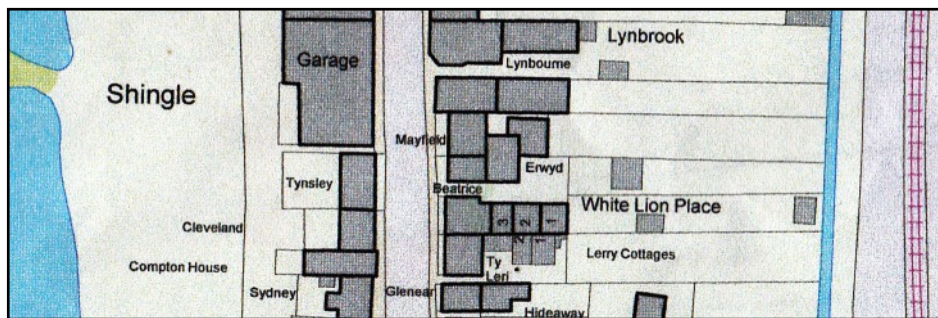 Lynbrook
Garage
Lynbourne
Shingle
Mayfield
Erwyd
Tynsley
Beatrice
White Lion Place
3 2 1
Cleveland
2 1
Lerry Cottages
Ty
Leri
Compton House
Sydney
Glenear
Hideaway